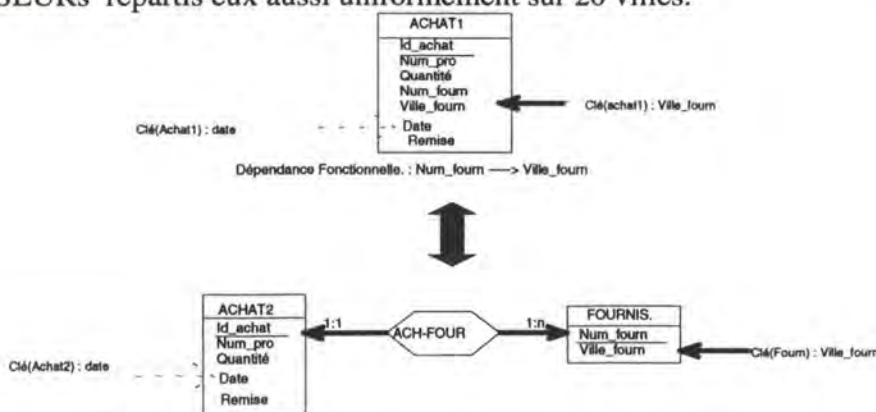 répartis eux aussi uniformément sur 20 villes.
ACHAT1
Id_achat
Num_pro
Quantité
Num_fourn
Ville_fourn
Clé(achat1) : Ville_fourn
Clé(Achat1) : date
Date
Remise
Dépendance Fonctionnelle. : Num_fourn ----> Ville_fourn
ACHAT2
Id_achat
Num_pro
Quantité
Date
Remise
Clé(Achat2) : date
1:1
ACH-FOUR
1:n
FOURNIS.
Num_fourn
Ville_fourn
Clé(Fourn) : Ville_fourn